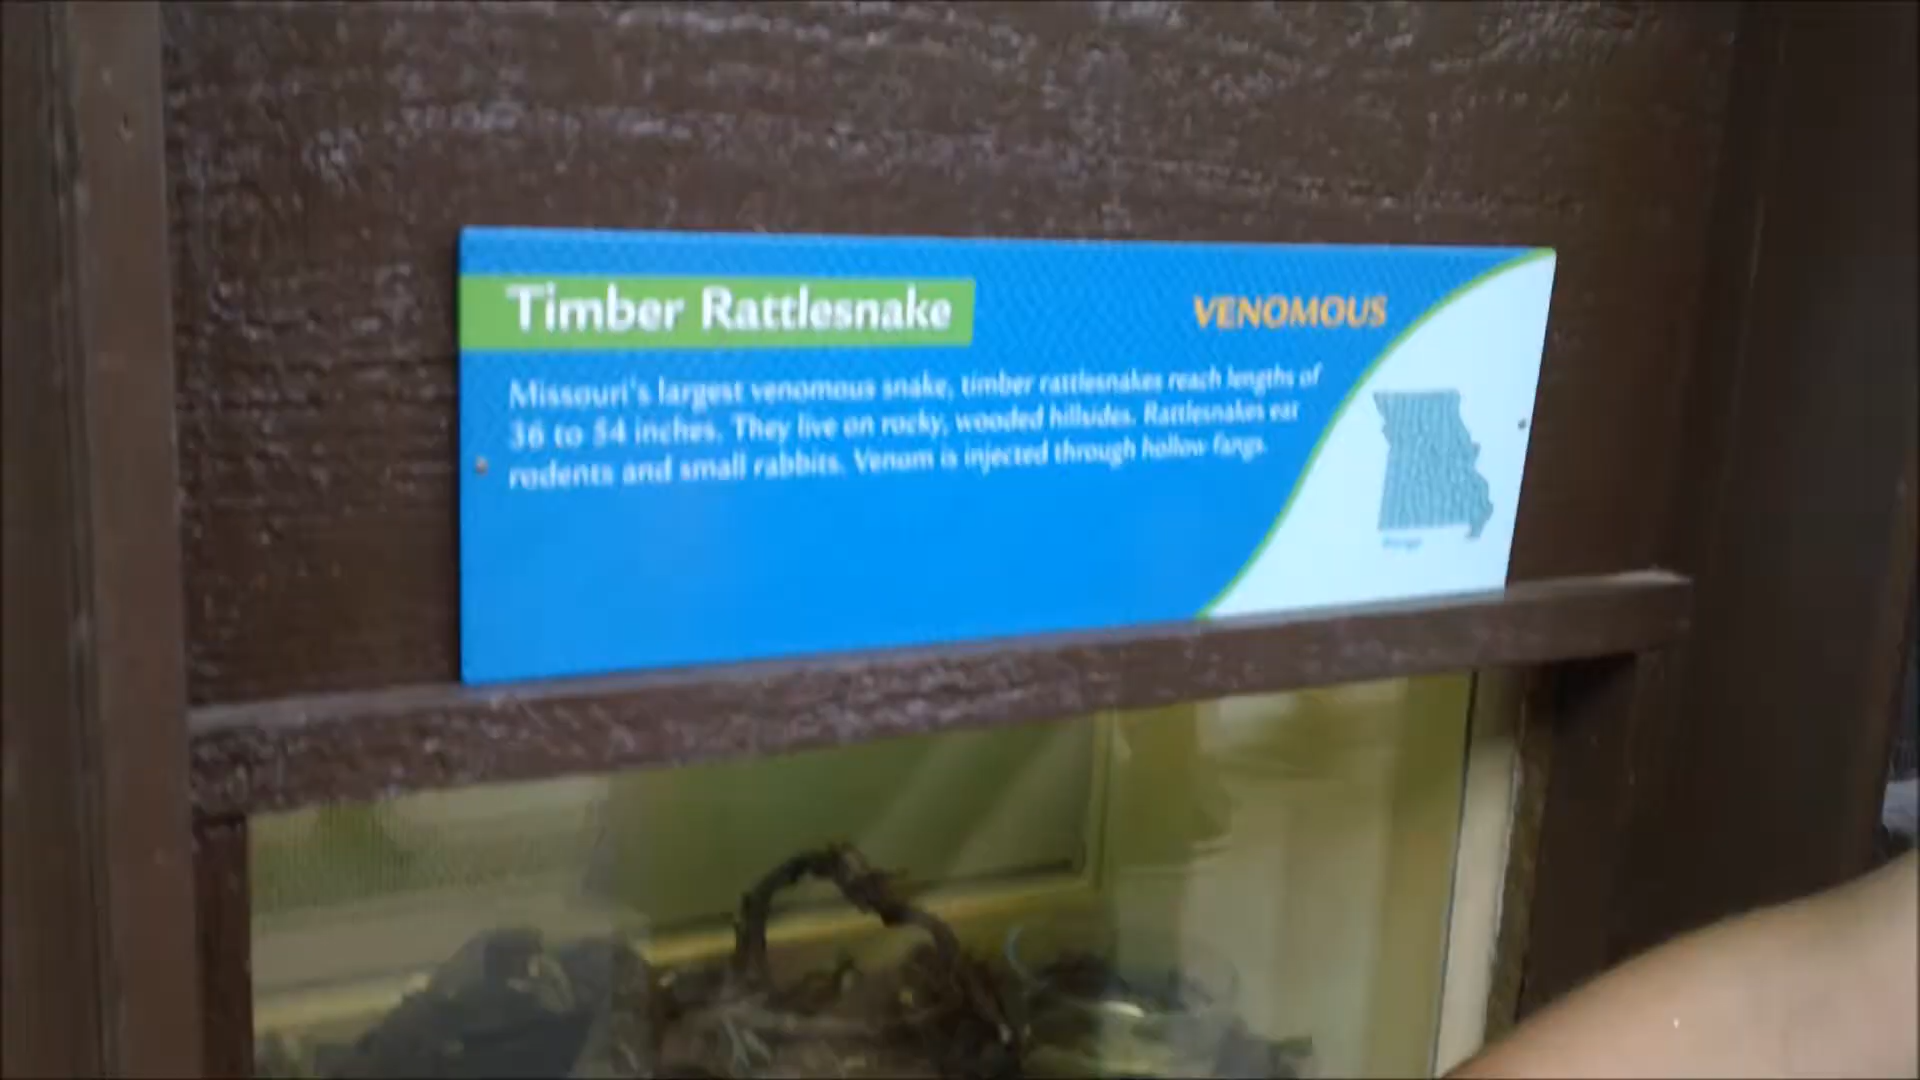 Timber Rattlesnake
VENOMOUS
Missouri's largest venomous snake, timber rattlesnakes reach lengths of
36 to 54 inches. They live on rocky, wooded hillsides. Rattlesnakes eat
rodents and small rabbits. Venom is injected through hollow fangs.